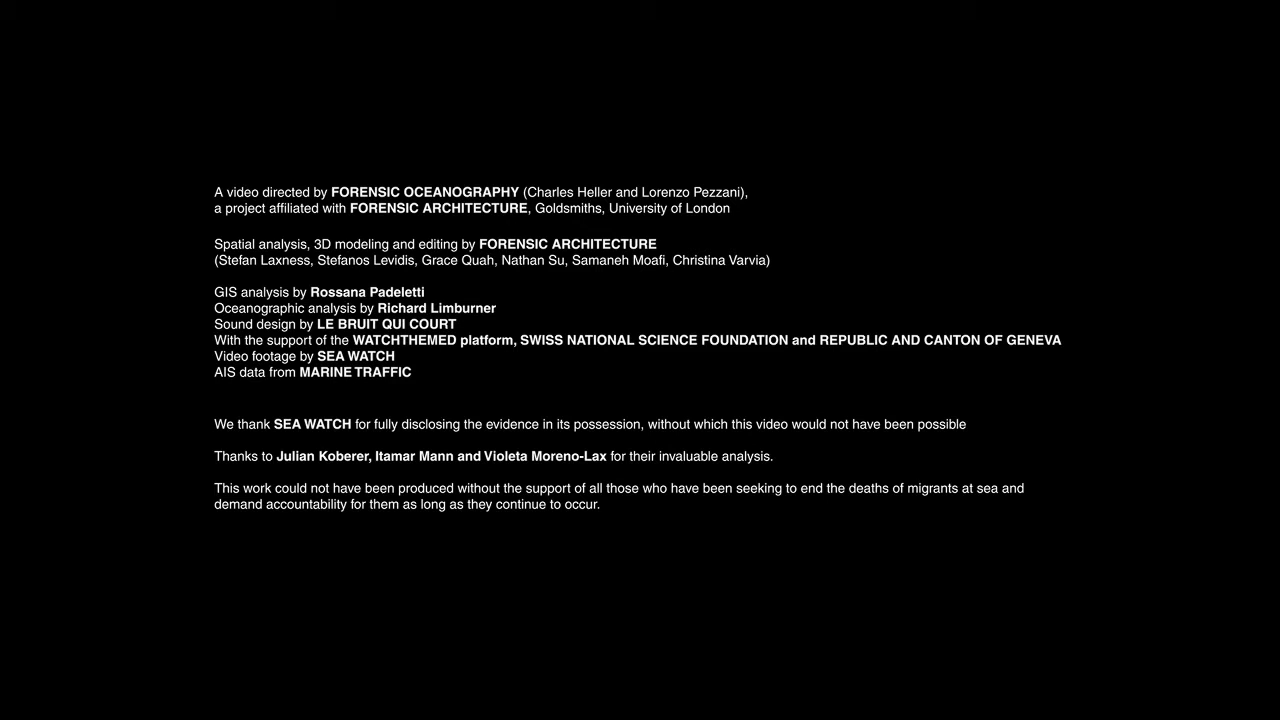 A video directed by FORENSIC OCEANOGRAPHY (Charles Heller and Lorenzo Pezzani),
a project affiliated with FORENSIC ARCHITECTURE, Goldsmiths, University of London
Spatial analysis, 3D modeling and editing by FORENSIC ARCHITECTURE
(Stefan Laxness, Stefanos Levidis, Grace Quah, Nathan Su, Samaneh Moafi, Christina Varvia)
GIS analysis by Rossana Padeletti
Oceanographic analysis by Richard Limburner
Sound design by LE BRUIT QUI COURT
With the support of the WATCHTHEMED platform, SWISS NATIONAL SCIENCE FOUNDATION and REPUBLIC AND CANTON OF GENEVA
Video footage by SEA WATCH
AIS data from MARINE TRAFFIC
We thank SEA WATCH for fully disclosing the evidence in its possession, without which this video would not have been possible
Thanks to Julian Koberer, Itamar Mann and Violeta Moreno-Lax for their invaluable analysis.
This work could not have been produced without the support of all those who have been seeking to end the deaths of migrants at sea and
demand accountability for them as long as they continue to occur.